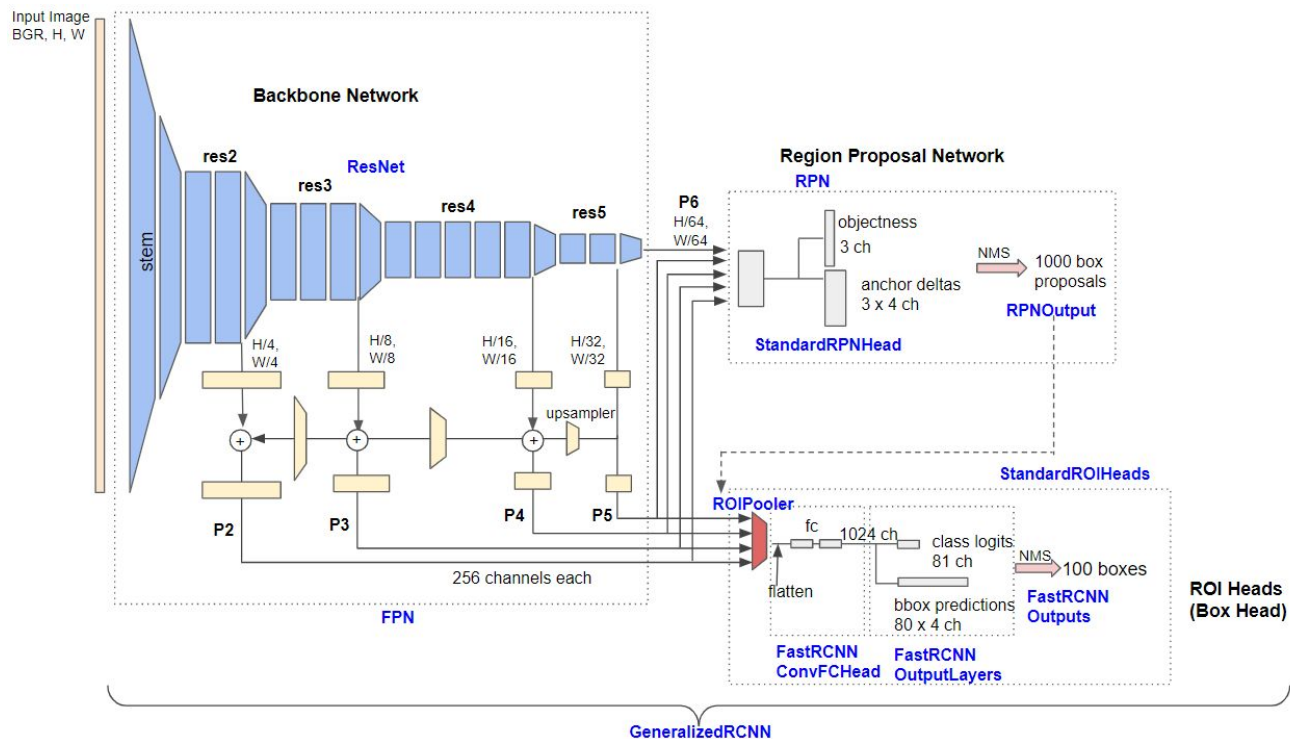 Input Image
BGR, H, W
Backbone Network
ResNet
stem
res2
res3
res4
res5
H/4,
W/4
H/8,
W/8
H/16,
W/16
H/32,
W/32
upsampler
+
+
+
P2
P3
P4
P5
256 channels each
FPN
P6
H/64,
W/64
Region Proposal Network
RPN
objectness
3 ch
anchor deltas
3 x 4 ch
StandardRPNHead
NMS
1000 box
proposals
RPNOutput
StandardROIHeads
ROIPooler
fc
1024 ch
flatten
class logits
81 ch
bbox predictions
80 x 4 ch
NMS
100 boxes
FastRCNN
ConvFCHead
FastRCNN
OutputLayers
FastRCNN
Outputs
ROI Heads
(Box Head)
GeneralizedRCNN